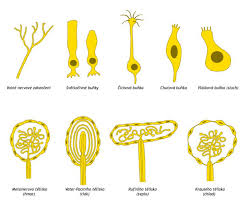 Volné nervové zakončení
Světločivné buňky
Čichová buňka
Chuťová buňka
Vlásková buňka (sluch)
Meissnerovo tělísko
(hmat)
Vater-Paciniho tělísko
(tlak)
Ruffiniho tělísko
(teplo)
Krauseho tělísko
(chlad)